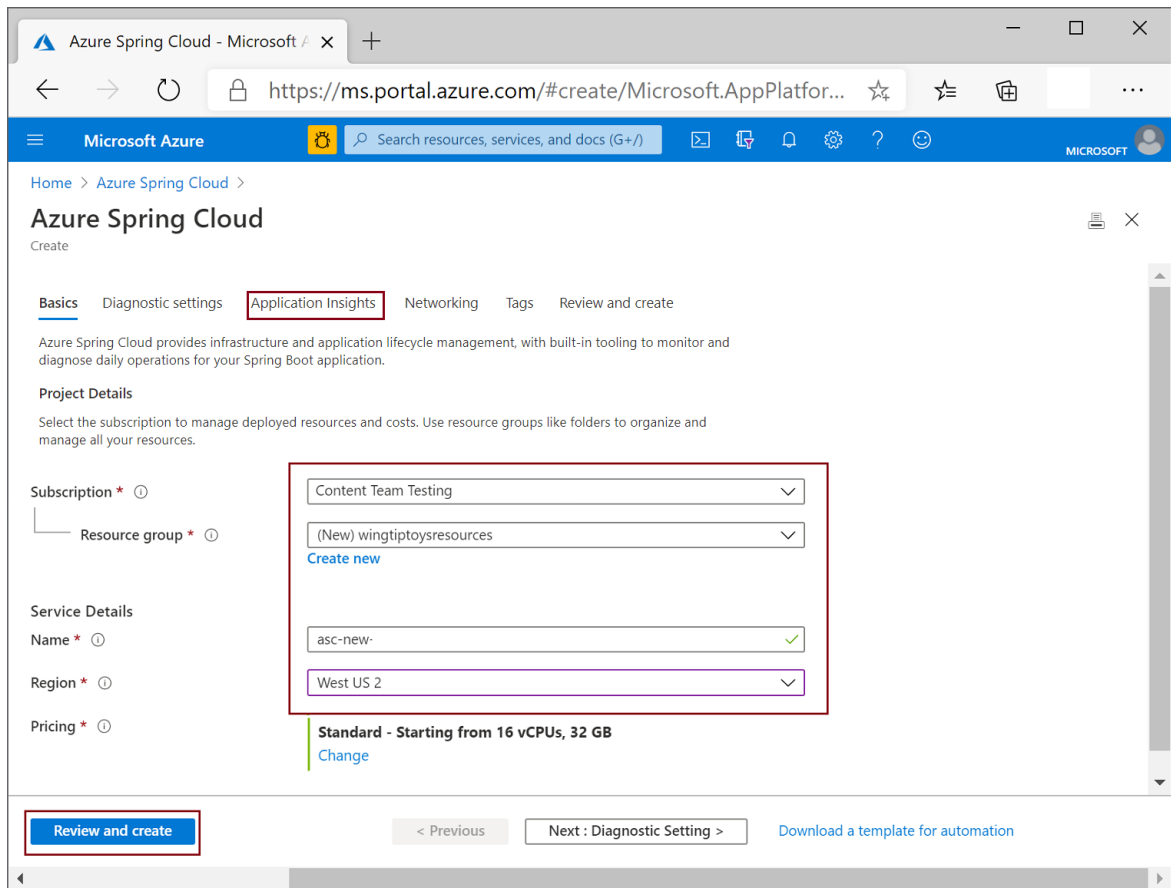 Azure Spring Cloud - Microsoft A
https://ms.portal.azure.com/#create/Microsoft.AppPlatfor...
Microsoft Azure
Search resources, services, and docs (G+/)
MICROSOFT
Home > Azure Spring Cloud >
Azure Spring Cloud
Create
Basics Diagnostic settings Application Insights Networking Tags Review and create
Azure Spring Cloud provides infrastructure and application lifecycle management, with built-in tooling to monitor and
diagnose daily operations for your Spring Boot application.
Project Details
Select the subscription to manage deployed resources and costs. Use resource groups like folders to organize and
manage all your resources.
Subscription * Content Team Testing
Resource group * (New) wingtiptoysresources
Create new
Service Details
Name * asc-new-
Region * West US 2
Pricing * Standard - Starting from 16 vCPUs, 32 GB
Change
Review and create < Previous Next : Diagnostic Setting > Download a template for automation